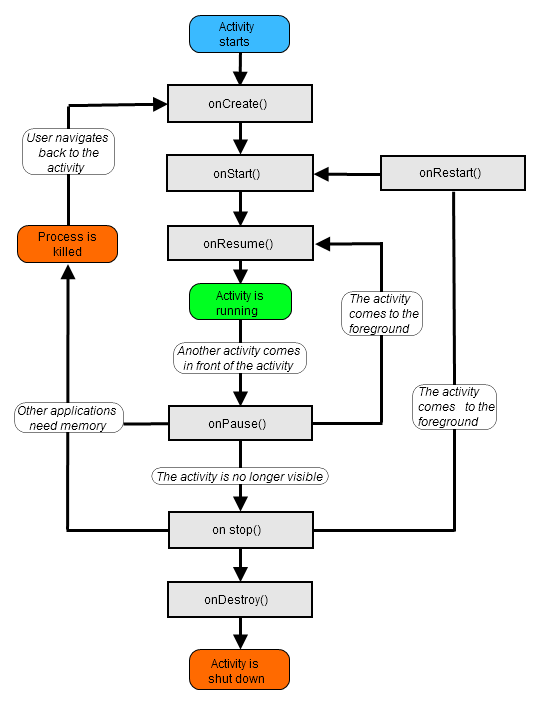 Activity
starts
onCreate()
User navigates
back to the
activity
onStart()
onRestart()
Process is
killed
onResume()
Activity is
running
The activity
comes to the
foreground
Another activity comes
in front of the activity
The activity
comes to the
foreground
Other applications
need memory
onPause()
The activity is no longer visible
on stop()
onDestroy()
Activity is
shut down